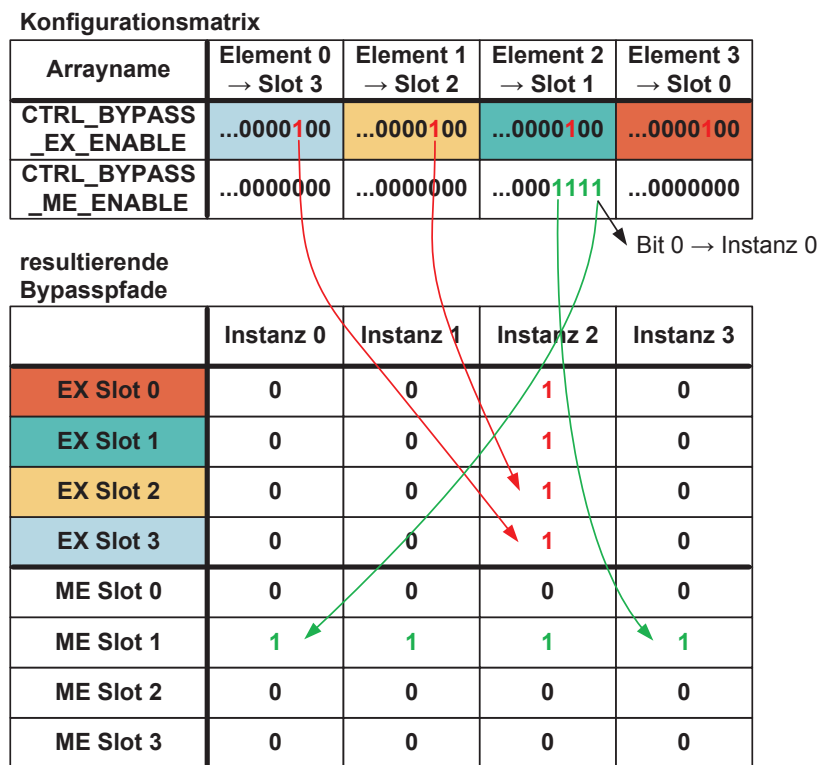 Konfigurationsmatrix
Arrayname Element 0 Element 1 Element 2 Element 3
→ Slot 3 → Slot 2 → Slot 1 → Slot 0
CTRL_BYPASS
_EX_ENABLE ...0000100 ...0000100 ...0000100 ...0000100
CTRL_BYPASS
_ME_ENABLE ...0000000 ...0000000 ...0001111 ...0000000
Bit 0 → Instanz 0
resultierende
Bypasspfade
Instanz 0 Instanz 1 Instanz 2 Instanz 3
EX Slot 0 0 0 1 0
EX Slot 1 0 0 1 0
EX Slot 2 0 0 1 0
EX Slot 3 0 0 1 0
ME Slot 0 0 0 0 0
ME Slot 1 1 1 1 1
ME Slot 2 0 0 0 0
ME Slot 3 0 0 0 0